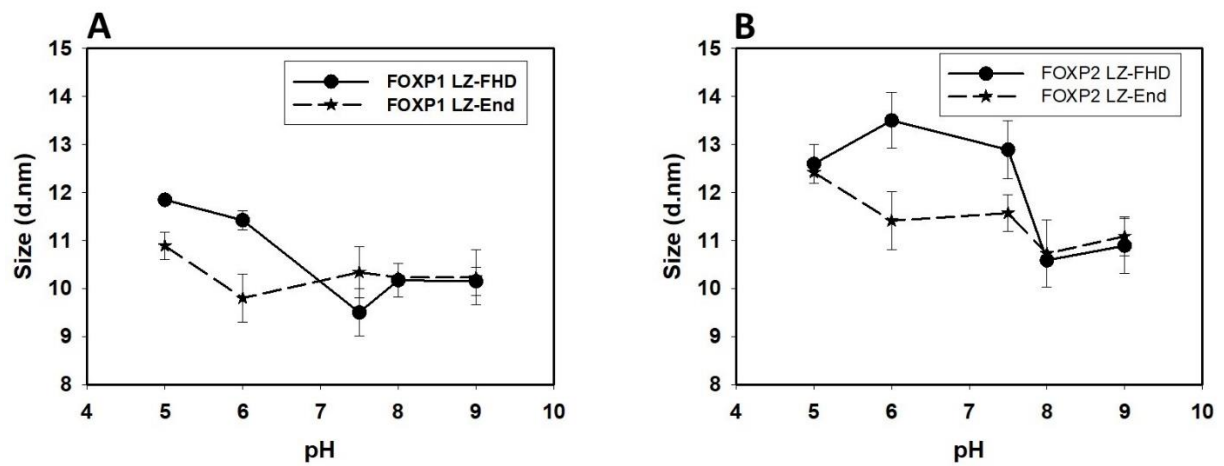 A
15
14
13
12
11
10
9
8
Size (d.nm)
FOXP1 LZ-FHD
FOXP1 LZ-End
4 5 6 7 8 9 10
pH
B
15
14
13
12
11
10
9
8
Size (d.nm)
FOXP2 LZ-FHD
FOXP2 LZ-End
4 5 6 7 8 9 10
pH